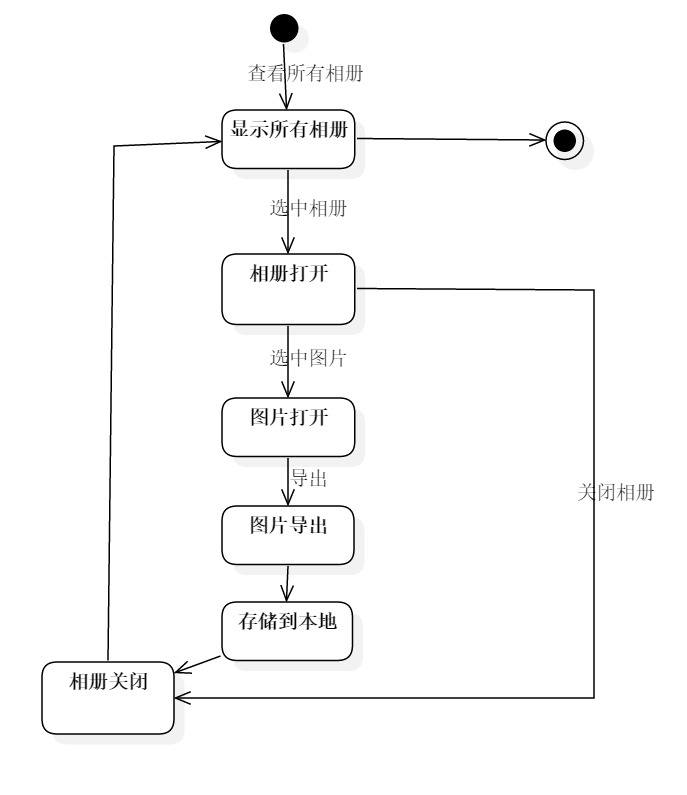 查看所有相册
显示所有相册
选中相册
相册打开
选中图片
图片打开
导出
关闭相册
图片导出
存储到本地
相册关闭